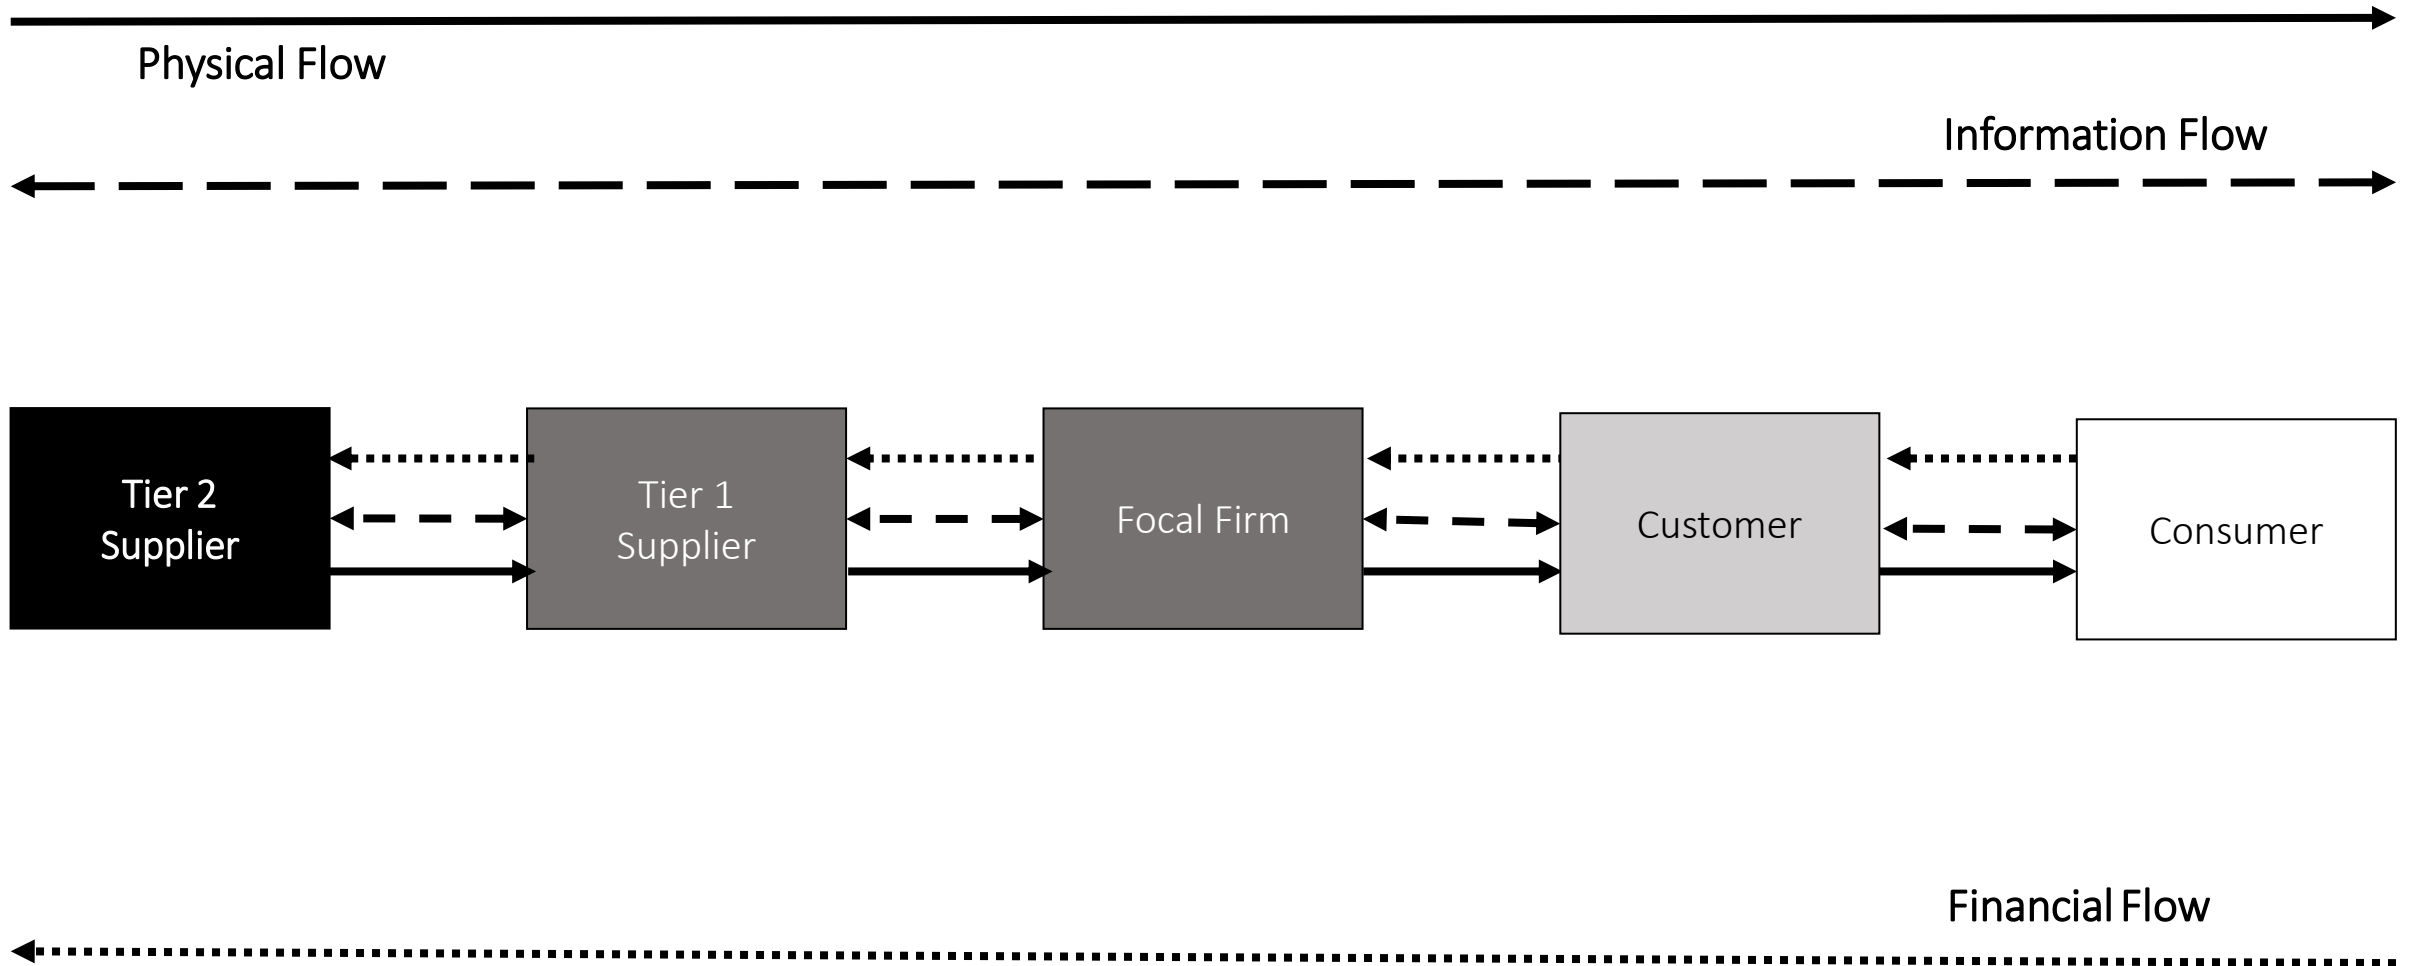 Physical Flow
Information Flow
Tier 2
Supplier
Tier 1
Supplier
Focal Firm
Customer
Consumer
Financial Flow